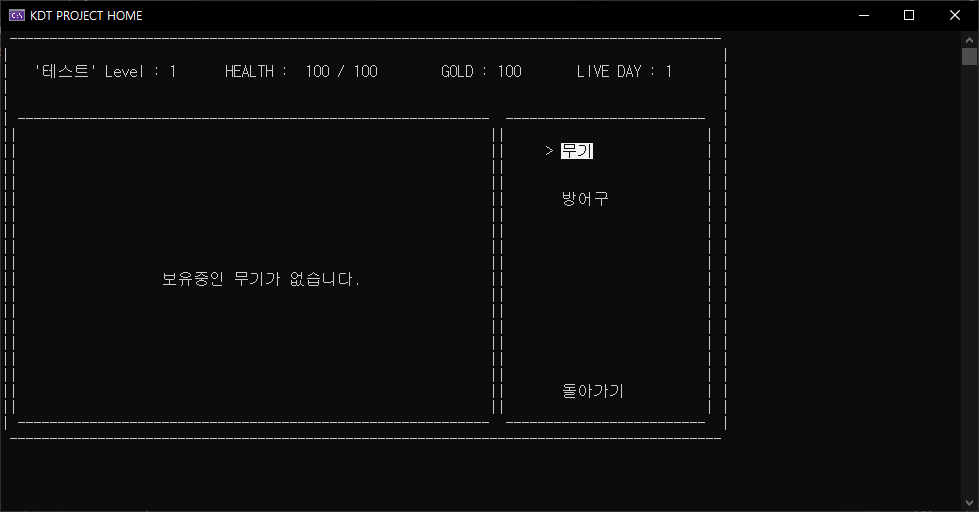 KDT PROJECT HOME
'테스트' Level : 1 HEALTH : 100 / 100 GOLD : 100 LIVE DAY : 1
> 무기
방어구
보유중인 무기가 없습니다.
돌아가기